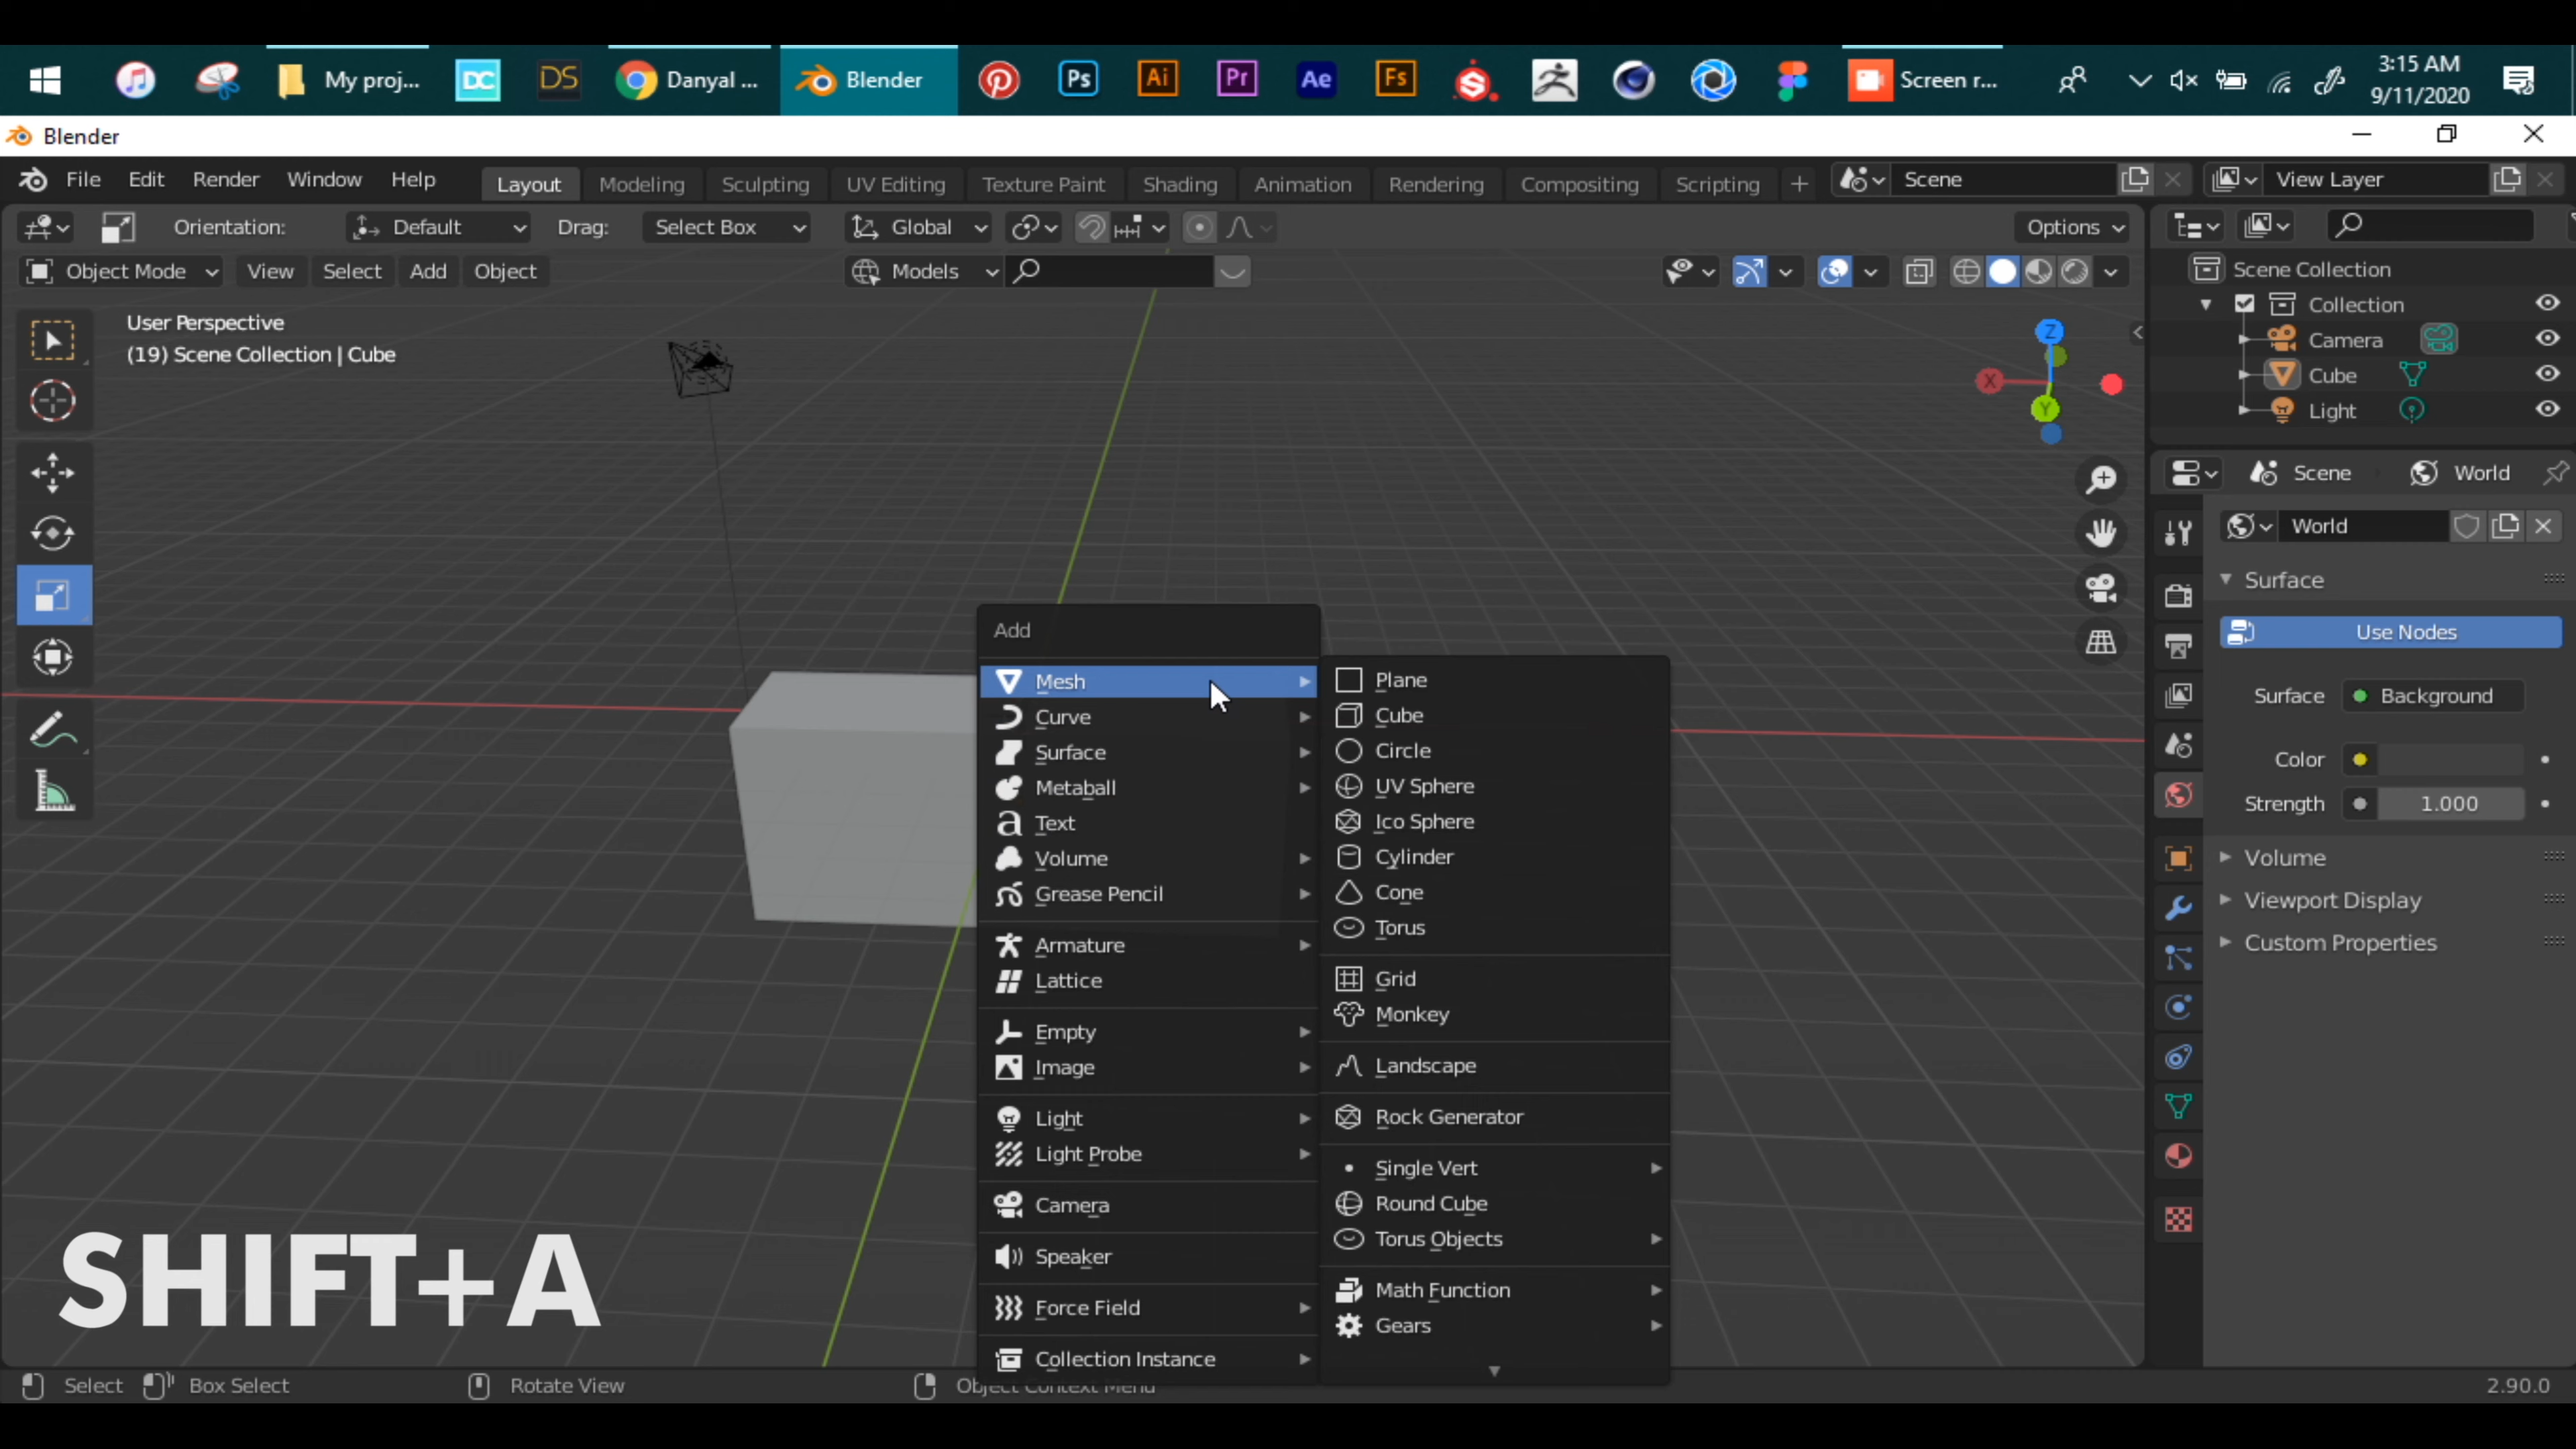 DC DS My proj... Danyal ... Blender Ps Ai Pr Ae Fs Screen r... 3:15 AM
9/11/2020
Blender
File Edit Render Window Help Layout Modeling Sculpting UV Editing Texture Paint Shading Animation Rendering Compositing Scripting + Scene View Layer
Orientation: Default Drag: Select Box Global Options
Object Mode View Select Add Object Models
Scene Collection
Collection
Camera
Cube
Light
User Perspective
(19) Scene Collection | Cube
Z
X
Y
Scene World
World
Surface
Use Nodes
Surface Background
Color
Strength 1.000
Volume
Viewport Display
Custom Properties
Add
Mesh
Curve
Surface
Metaball
Text
Volume
Grease Pencil
Armature
Lattice
Empty
Image
Light
Light Probe
Camera
Speaker
Force Field
Collection Instance
Plane
Cube
Circle
UV Sphere
Ico Sphere
Cylinder
Cone
Torus
Grid
Monkey
Landscape
Rock Generator
Single Vert
Round Cube
Torus Objects
Math Function
Gears
SHIFT+A
Select Box Select Rotate View Object Context Menu 2.90.0